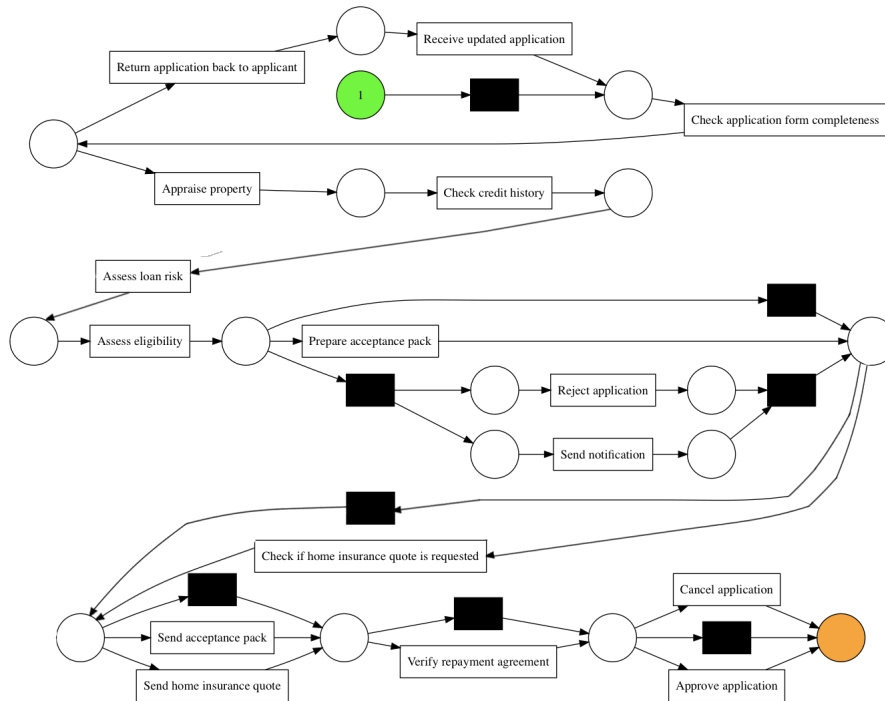 Receive updated application
Return application back to applicant
1
Check application form completeness
Appraise property
Check credit history
Assess loan risk
Assess eligibility
Prepare acceptance pack
Reject application
Send notification
Check if home insurance quote is requested
Cancel application
Send acceptance pack
Verify repayment agreement
Send home insurance quote
Approve application